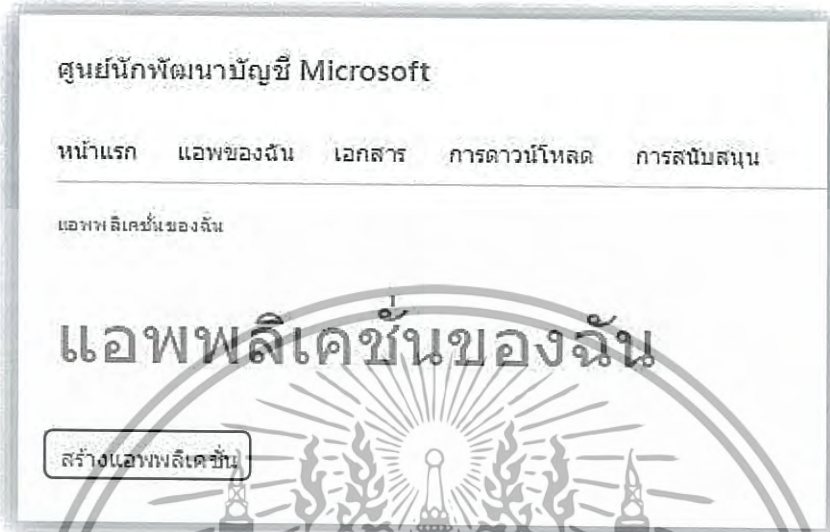 ศูนย์นักพัฒนาบัญชี Microsoft
หน้าแรก แอพของฉัน เอกสาร การดาวน์โหลด การสนับสนุน
แอพพลิเคชั่นของฉัน
แอพพลิเคชั่นของฉัน
สร้างแอพพลิเคชั่น